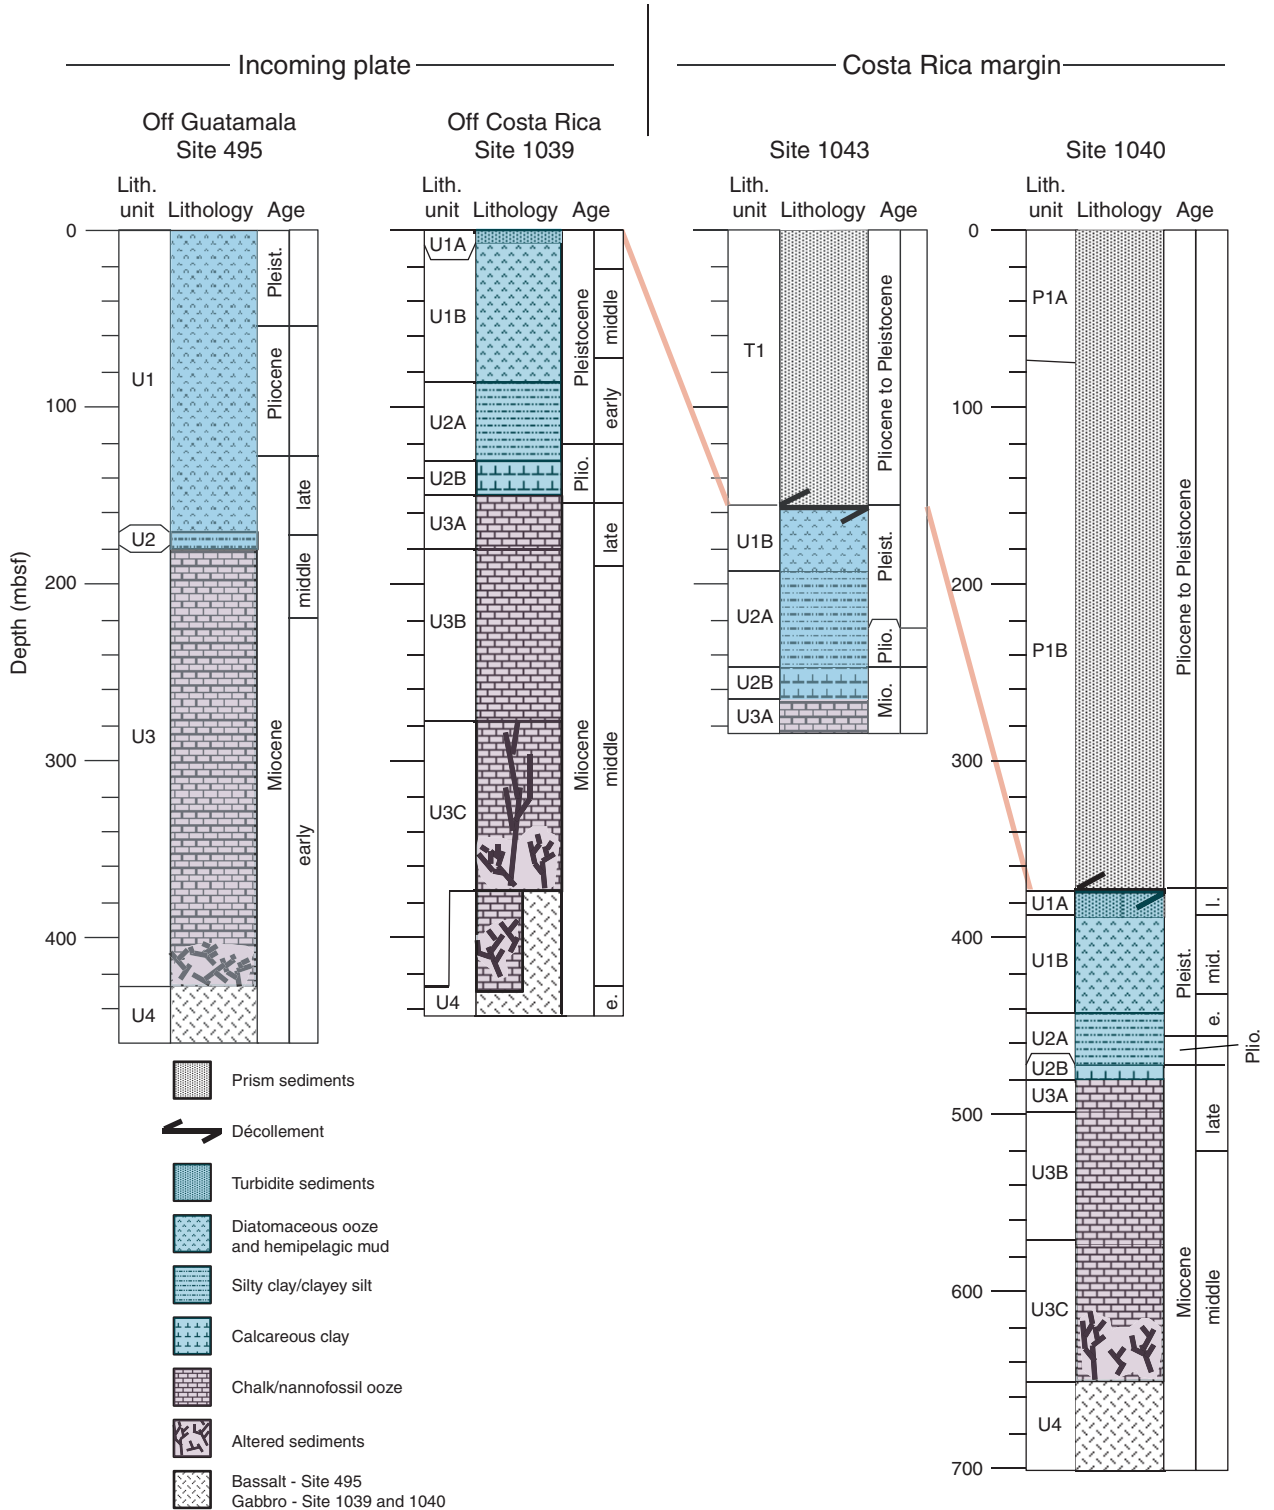 Incoming plate
Costa Rica margin
Off Guatamala
Site 495
Off Costa Rica
Site 1039
Site 1043
Site 1040
Lith.
unit
Lithology
Age
Lith.
unit
Lithology
Age
Lith.
unit
Lithology
Age
Lith.
unit
Lithology
Age
Depth (mbsf)
0
100
200
300
400
U1
U2
U3
U4
Pleist.
Pliocene
Miocene
late
middle
early
U1A
U1B
U2A
U2B
U3A
U3B
U3C
U4
Pleistocene
Plio.
Miocene
middle
early
late
middle
e.
T1
U1B
U2A
U2B
U3A
Pliocene to Pleistocene
Pleist.
Plio.
Mio.
0
100
200
300
400
500
600
700
P1A
P1B
U1A
U1B
U2A
U2B
U3A
U3B
U3C
U4
Pliocene to Pleistocene
Pleist.
Miocene
l.
mid.
e.
Plio.
late
middle
Prism sediments
Décollement
Turbidite sediments
Diatomaceous ooze
and hemipelagic mud
Silty clay/clayey silt
Calcareous clay
Chalk/nannofossil ooze
Altered sediments
Bassalt - Site 495
Gabbro - Site 1039 and 1040